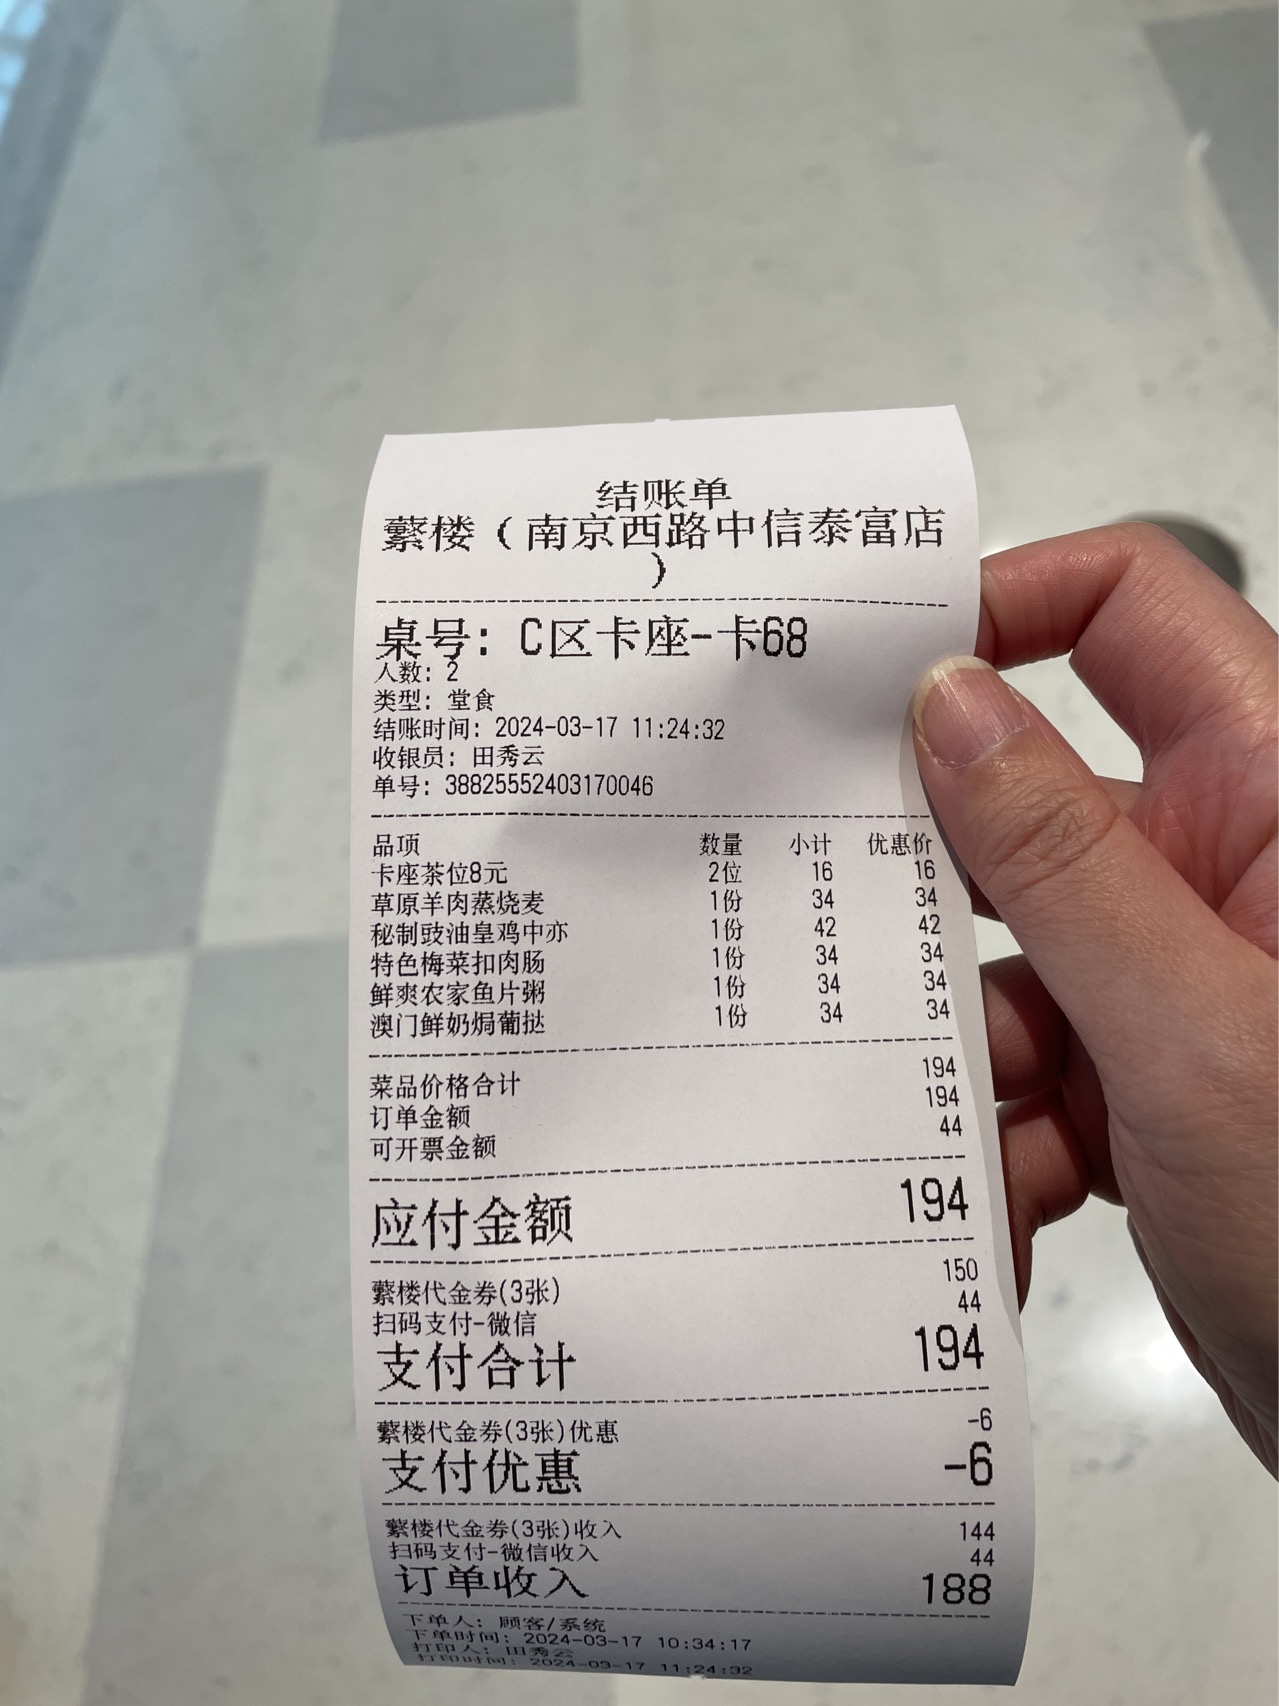 结账单
蘩楼（南京西路中信泰富店
）
桌号: C区卡座-卡68
人数: 2
类型: 堂食
结账时间: 2024-03-17 11:24:32
收银员: 田秀云
单号: 38825552403170046
品项 数量 小计 优惠价
卡座茶位8元 2位 16 16
草原羊肉蒸烧麦 1份 34 34
秘制豉油皇鸡中亦 1份 42 42
特色梅菜扣肉肠 1份 34 34
鲜爽农家鱼片粥 1份 34 34
澳门鲜奶焗葡挞 1份 34 34
菜品价格合计 194
订单金额 194
可开票金额 44
应付金额 194
蘩楼代金券(3张) 150
扫码支付-微信 44
支付合计 194
蘩楼代金券(3张)优惠 -6
支付优惠 -6
蘩楼代金券(3张)收入 144
扫码支付-微信收入 44
订单收入 188
下单人: 顾客/系统
下单时间: 2024-03-17 10:34:17
打印人: 田秀云
打印时间: 2024-03-17 11:24:32